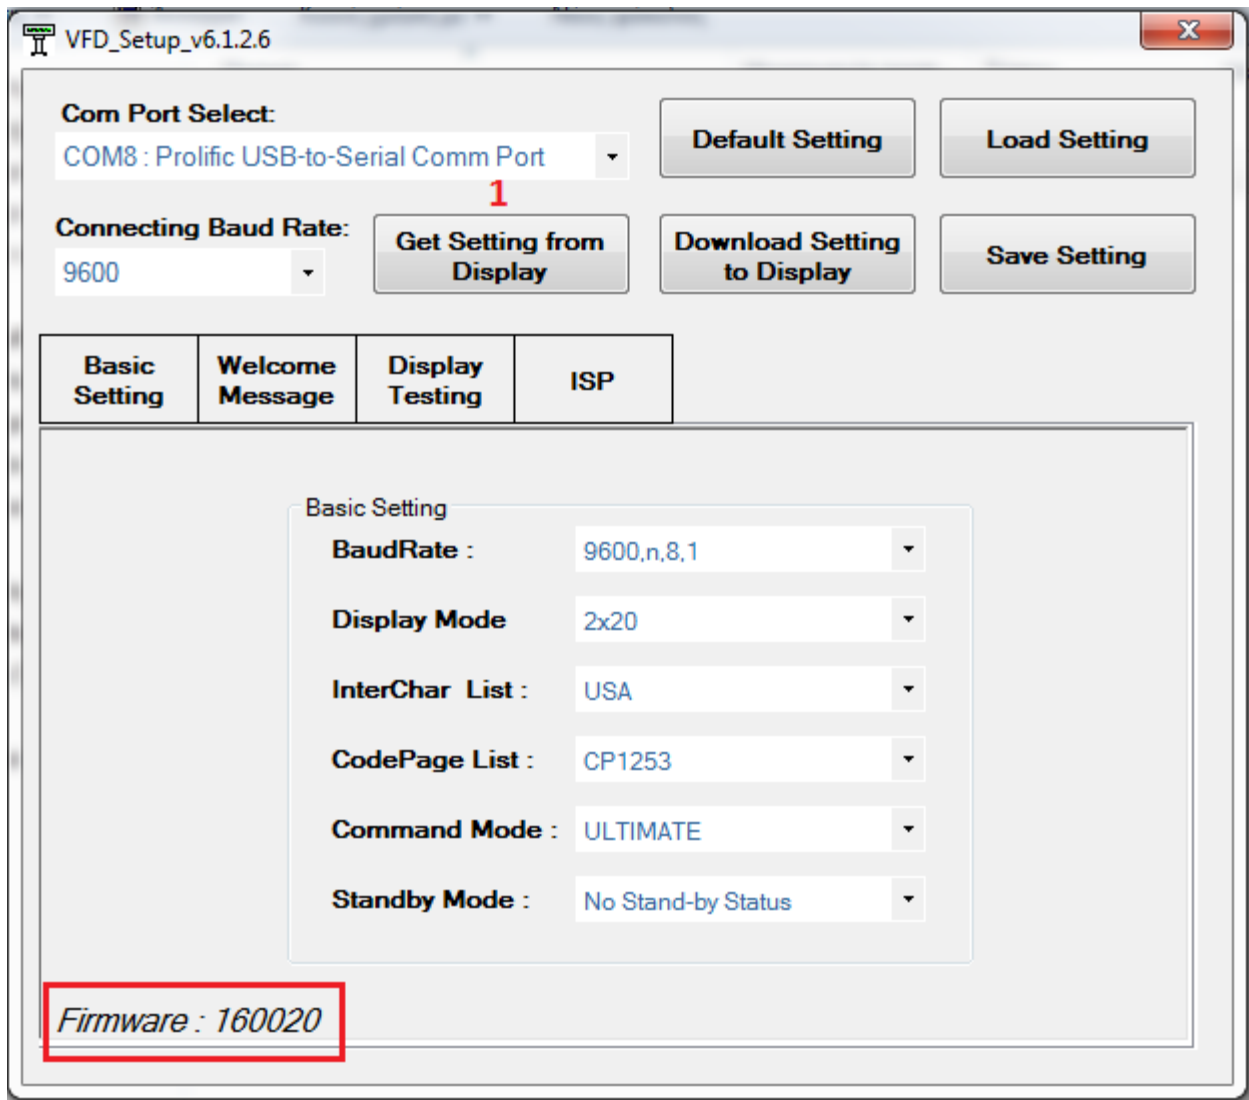 VFD_Setup_v6.1.2.6
Com Port Select:
COM8 : Prolific USB-to-Serial Comm Port
Default Setting
Load Setting
1
Connecting Baud Rate:
9600
Get Setting from
Display
Download Setting
to Display
Save Setting
Basic
Setting
Welcome
Message
Display
Testing
ISP
Basic Setting
BaudRate :
9600,n,8,1
Display Mode
2x20
InterChar List :
USA
CodePage List :
CP1253
Command Mode :
ULTIMATE
Standby Mode :
No Stand-by Status
Firmware : 160020